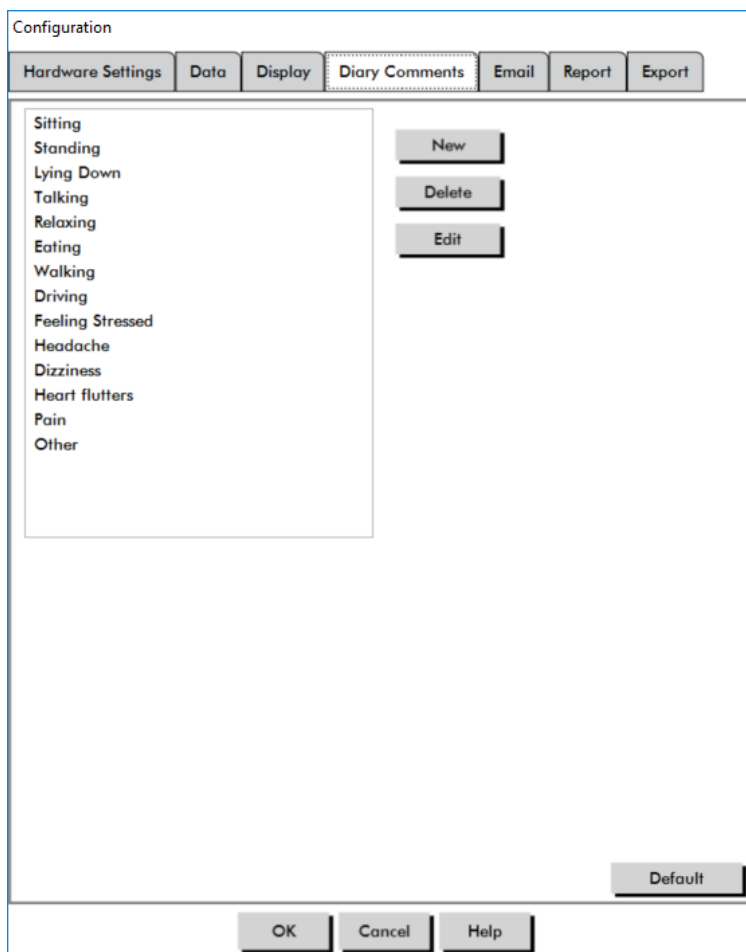 Configuration
Hardware Settings Data Display Diary Comments Email Report Export
Sitting
Standing
Lying Down
Talking
Relaxing
Eating
Walking
Driving
Feeling Stressed
Headache
Dizziness
Heart flutters
Pain
Other
New
Delete
Edit
Default
OK Cancel Help